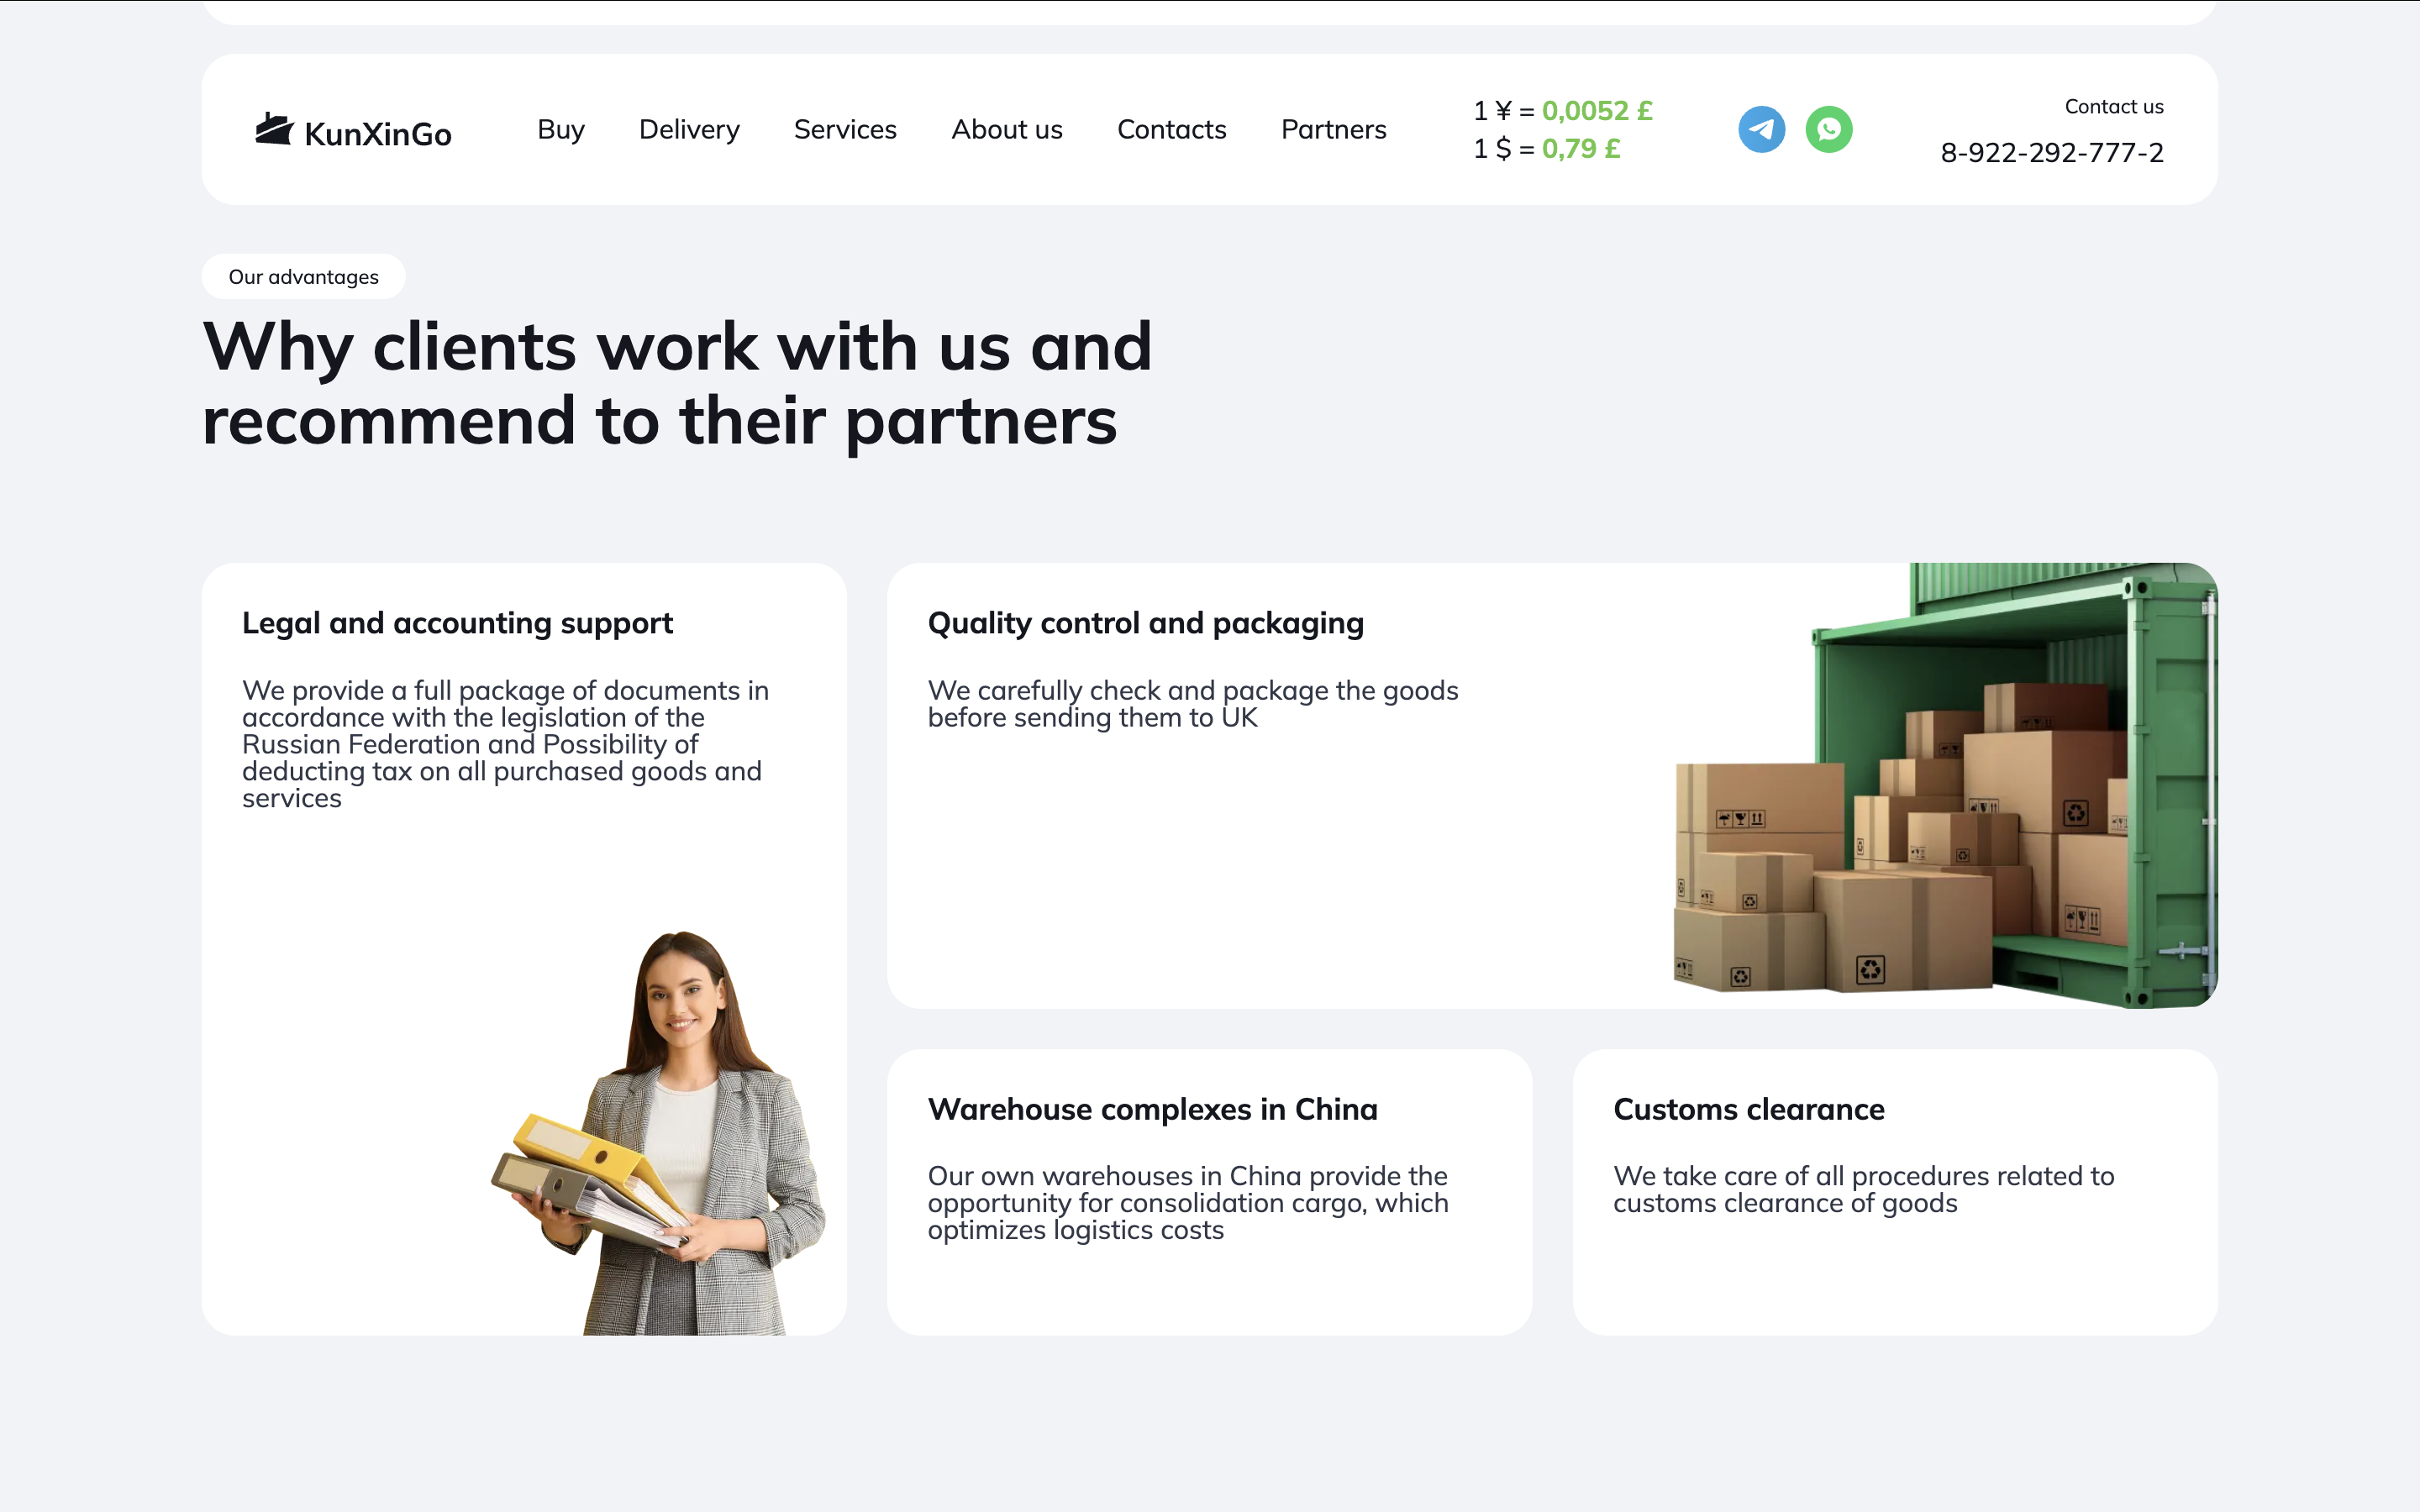 KunXinGo
Buy
Delivery
Services
About us
Contacts
Partners
1 ¥ = 0,0052 £
1 $ = 0,79 £
Contact us
8-922-292-777-2
Our advantages
Why clients work with us and
recommend to their partners
Legal and accounting support
We provide a full package of documents in
accordance with the legislation of the
Russian Federation and Possibility of
deducting tax on all purchased goods and
services
Quality control and packaging
We carefully check and package the goods
before sending them to UK
Warehouse complexes in China
Our own warehouses in China provide the
opportunity for consolidation cargo, which
optimizes logistics costs
Customs clearance
We take care of all procedures related to
customs clearance of goods